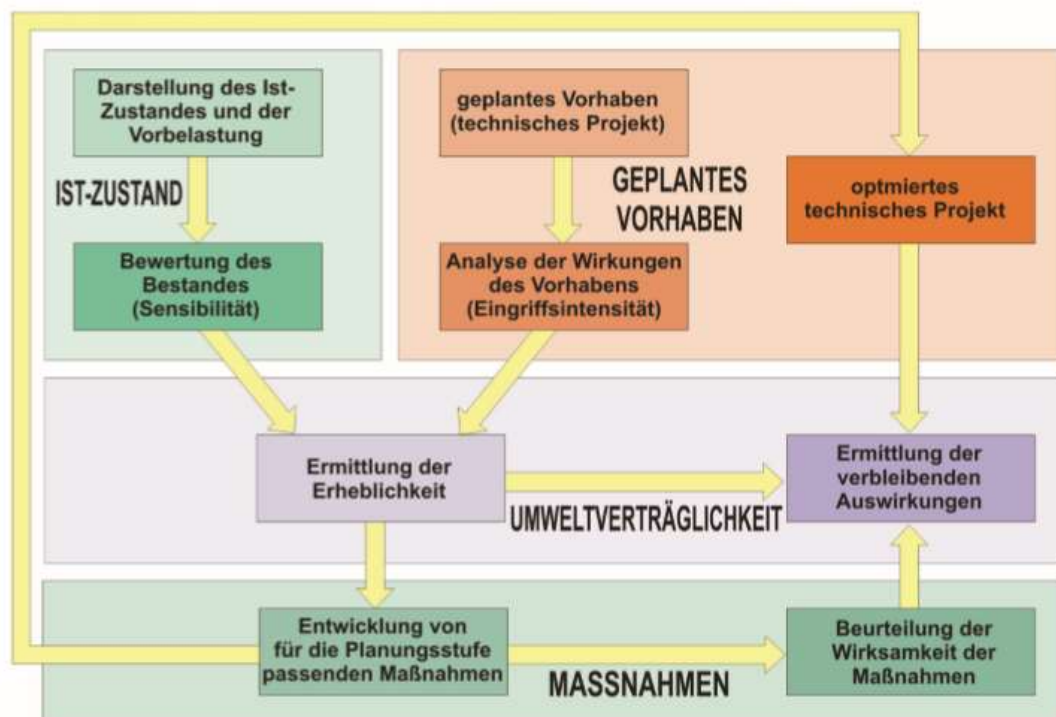 Darstellung des Ist-
Zustandes und der
Vorbelastung
IST-ZUSTAND
Bewertung des
Bestandes
(Sensibilität)
geplantes Vorhaben
(technisches Projekt)
GEPLANTES
VORHABEN
Analyse der Wirkungen
des Vorhabens
(Eingriffsintensität)
optmiertes
technisches Projekt
Ermittlung der
Erheblichkeit
UMWELTVERTRÄGLICHKEIT
Ermittlung der
verbleibenden
Auswirkungen
Entwicklung von
für die Planungsstufe
passenden Maßnahmen
MASSNAHMEN
Beurteilung der
Wirksamkeit der
Maßnahmen